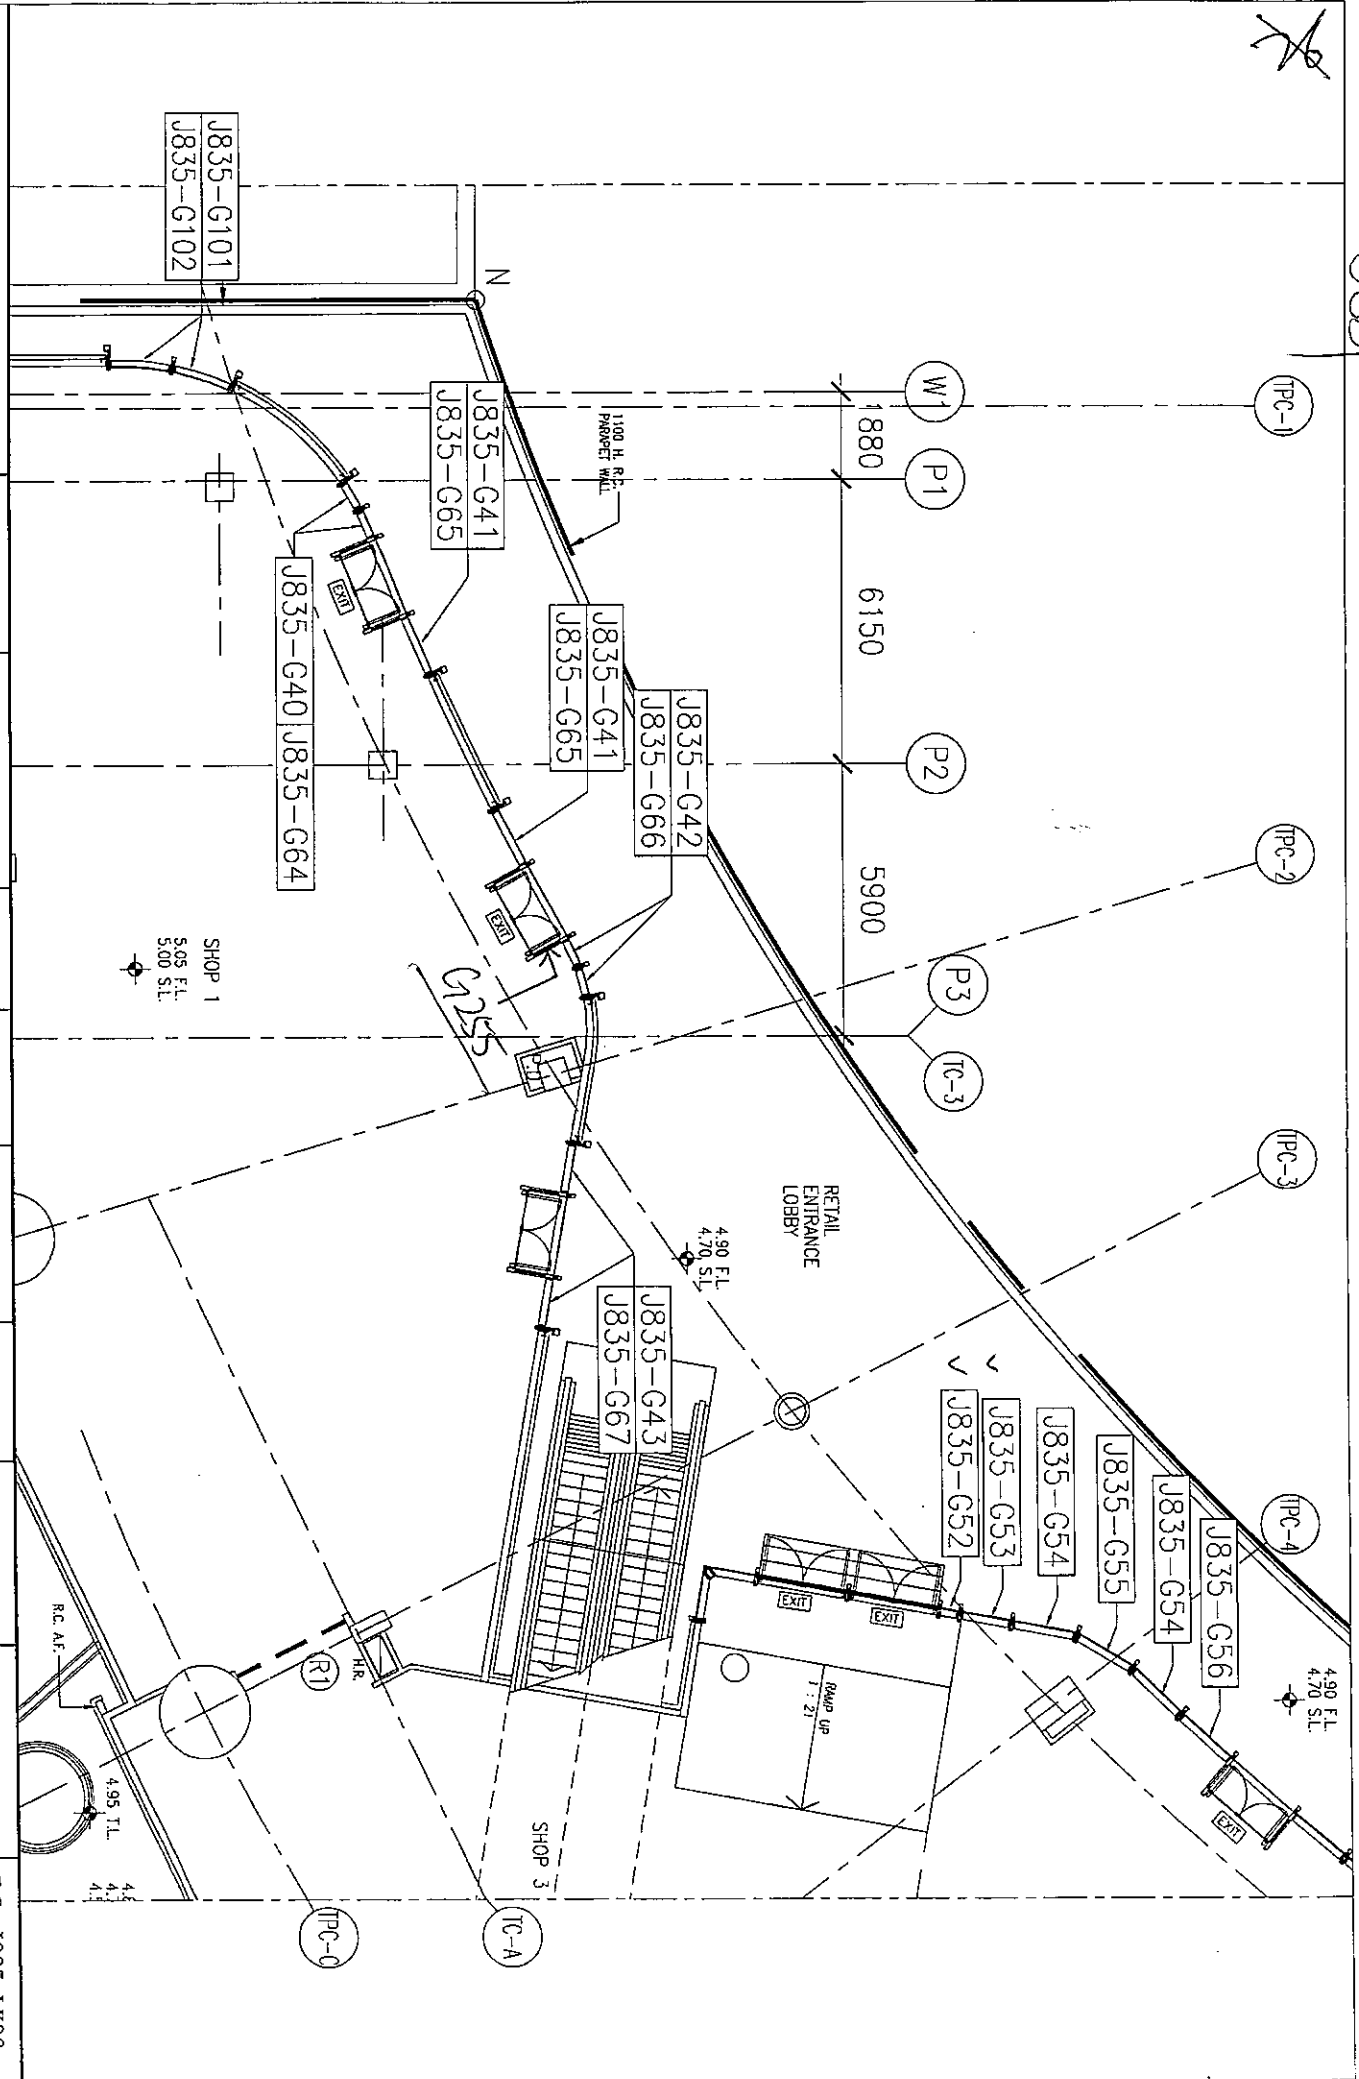 TPC-1
TPC-2
TPC-3
TPC-4
W1
P1
P2
P3
TC-3
1880
6150
5900
N
1100 H. R.C.
PARAPET WALL
J835-G101
J835-G102
J835-G41
J835-G65
J835-G41
J835-G65
J835-G42
J835-G66
J835-G40 J835-G64
EXIT
EXIT
G255
P.D.
SHOP 1
5.05 F.L.
5.00 S.L.
RETAIL
ENTRANCE
LOBBY
4.90 F.L.
4.70 S.L.
J835-G43
J835-G67
J835-G56
J835-G54
J835-G55
J835-G54
J835-G53
J835-G52
4.90 F.L.
4.70 S.L.
EXIT
EXIT
EXIT
RAMP UP
1 : 21
H.R.
R1
R.C. A.F.
4.95 T.L.
SHOP 3
TC-A
TPC-C